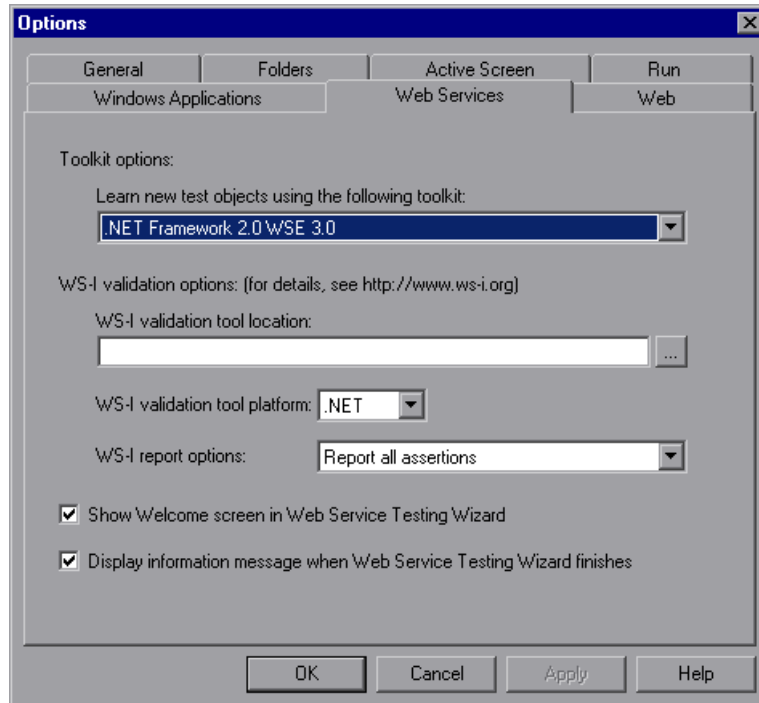 Options
General Folders Active Screen Run
Windows Applications Web Services Web
Toolkit options:
Learn new test objects using the following toolkit:
.NET Framework 2.0 WSE 3.0
WS-I validation options: (for details, see http://www.ws-i.org)
WS-I validation tool location:
...
WS-I validation tool platform: .NET
WS-I report options: Report all assertions
Show Welcome screen in Web Service Testing Wizard
Display information message when Web Service Testing Wizard finishes
OK Cancel Apply Help